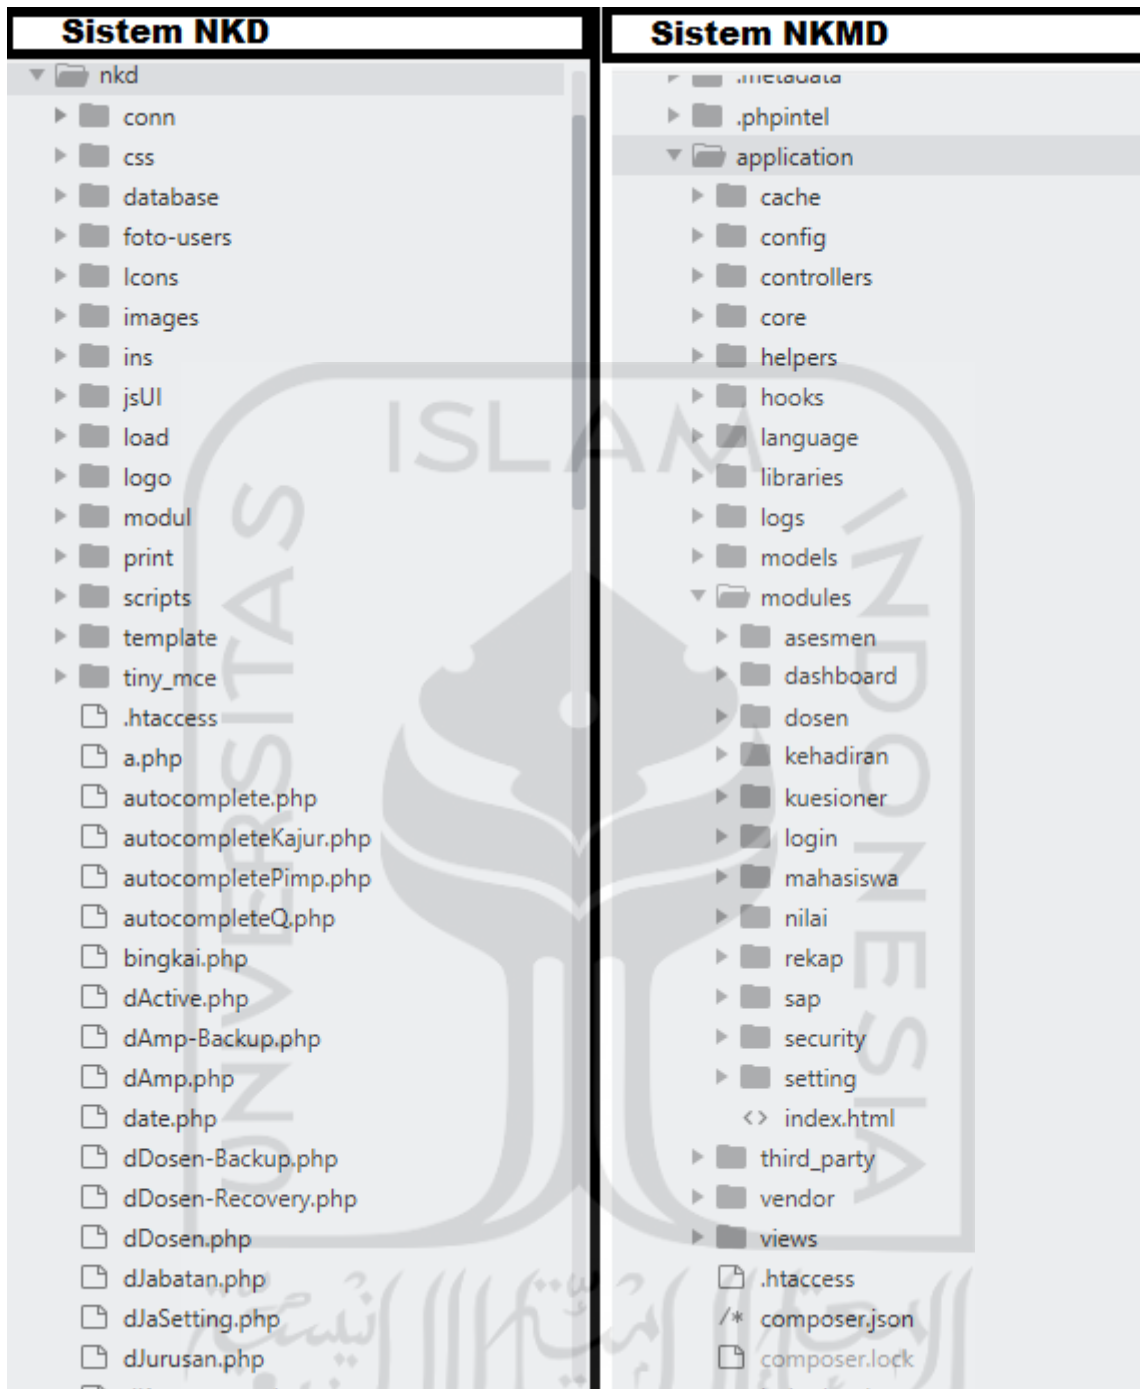 Sistem NKD
nkd
conn
css
database
foto-users
Icons
images
ins
jsUI
load
logo
modul
print
scripts
template
tiny_mce
.htaccess
a.php
autocomplete.php
autocompleteKajur.php
autocompletePimp.php
autocompleteQ.php
bingkai.php
dActive.php
dAmp-Backup.php
dAmp.php
date.php
dDosen-Backup.php
dDosen-Recovery.php
dDosen.php
dJabatan.php
dJaSetting.php
dJurusan.php
Sistem NKMD
.metadata
.phpintel
application
cache
config
controllers
core
helpers
hooks
language
libraries
logs
models
modules
asesmen
dashboard
dosen
kehadiran
kuesioner
login
mahasiswa
nilai
rekap
sap
security
setting
<> index.html
third_party
vendor
views
.htaccess
/* composer.json
composer.lock
UNIVERSITAS
ISLAM
INDONESIA